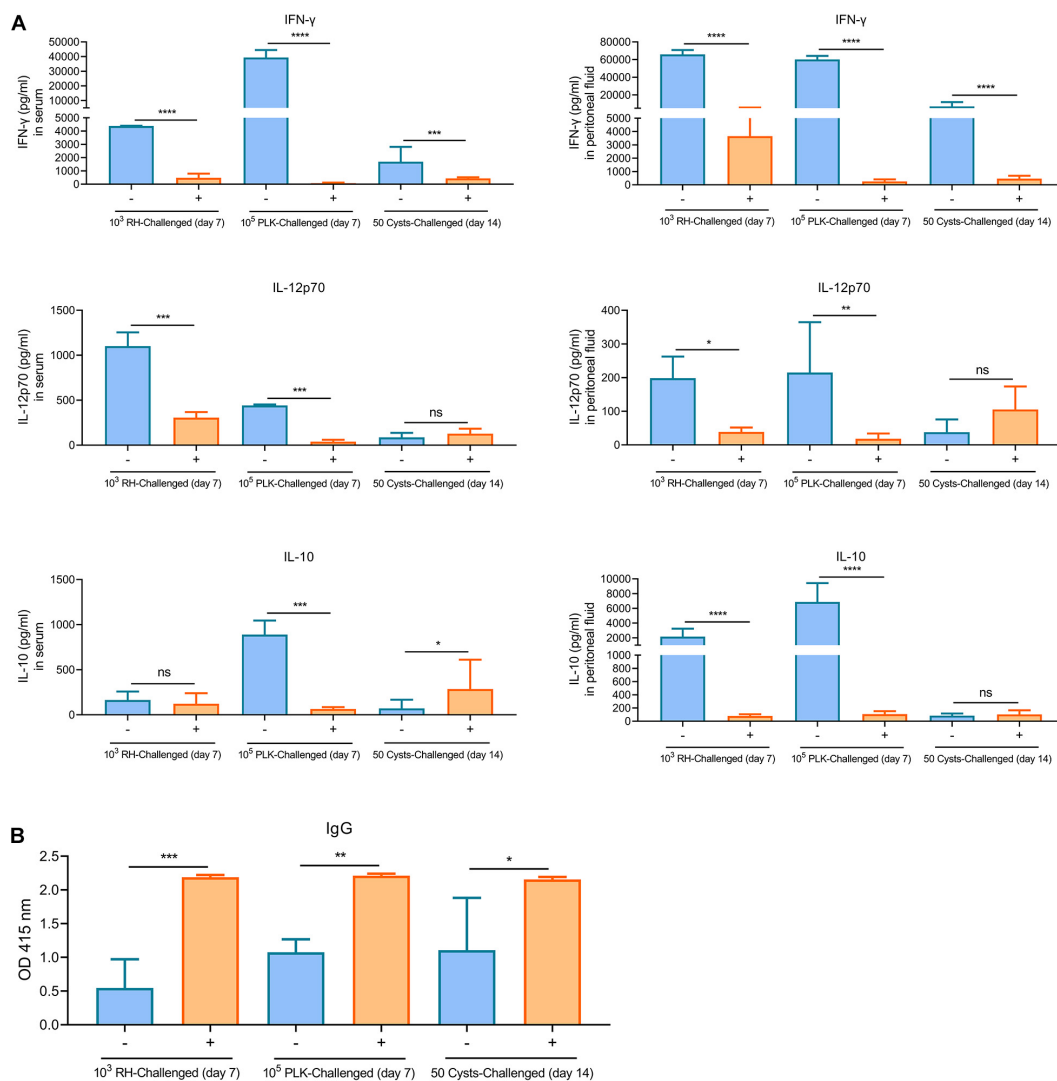 A
IFN-γ
IFN-γ (pg/ml)
in serum
50000
40000
30000
20000
10000
5000
4000
3000
2000
1000
0
****
****
***
- + - + - +
10³ RH-Challenged (day 7) 10⁵ PLK-Challenged (day 7) 50 Cysts-Challenged (day 14)
IFN-γ
IFN-γ (pg/ml)
in peritoneal fluid
80000
60000
40000
20000
5000
4000
3000
2000
1000
0
****
****
****
- + - + - +
10³ RH-Challenged (day 7) 10⁵ PLK-Challenged (day 7) 50 Cysts-Challenged (day 14)
IL-12p70
IL-12p70 (pg/ml)
in serum
1500
1000
500
0
***
***
ns
- + - + - +
10³ RH-Challenged (day 7) 10⁵ PLK-Challenged (day 7) 50 Cysts-Challenged (day 14)
IL-12p70
IL-12p70 (pg/ml)
in peritoneal fluid
400
300
200
100
0
*
**
ns
- + - + - +
10³ RH-Challenged (day 7) 10⁵ PLK-Challenged (day 7) 50 Cysts-Challenged (day 14)
IL-10
IL-10 (pg/ml)
in serum
1500
1000
500
0
ns
***
*
- + - + - +
10³ RH-Challenged (day 7) 10⁵ PLK-Challenged (day 7) 50 Cysts-Challenged (day 14)
IL-10
IL-10 (pg/ml)
in peritoneal fluid
10000
8000
6000
4000
2000
1000
800
600
400
200
0
****
****
ns
- + - + - +
10³ RH-Challenged (day 7) 10⁵ PLK-Challenged (day 7) 50 Cysts-Challenged (day 14)
B
IgG
OD 415 nm
2.5
2.0
1.5
1.0
0.5
0.0
***
**
*
- + - + - +
10³ RH-Challenged (day 7) 10⁵ PLK-Challenged (day 7) 50 Cysts-Challenged (day 14)